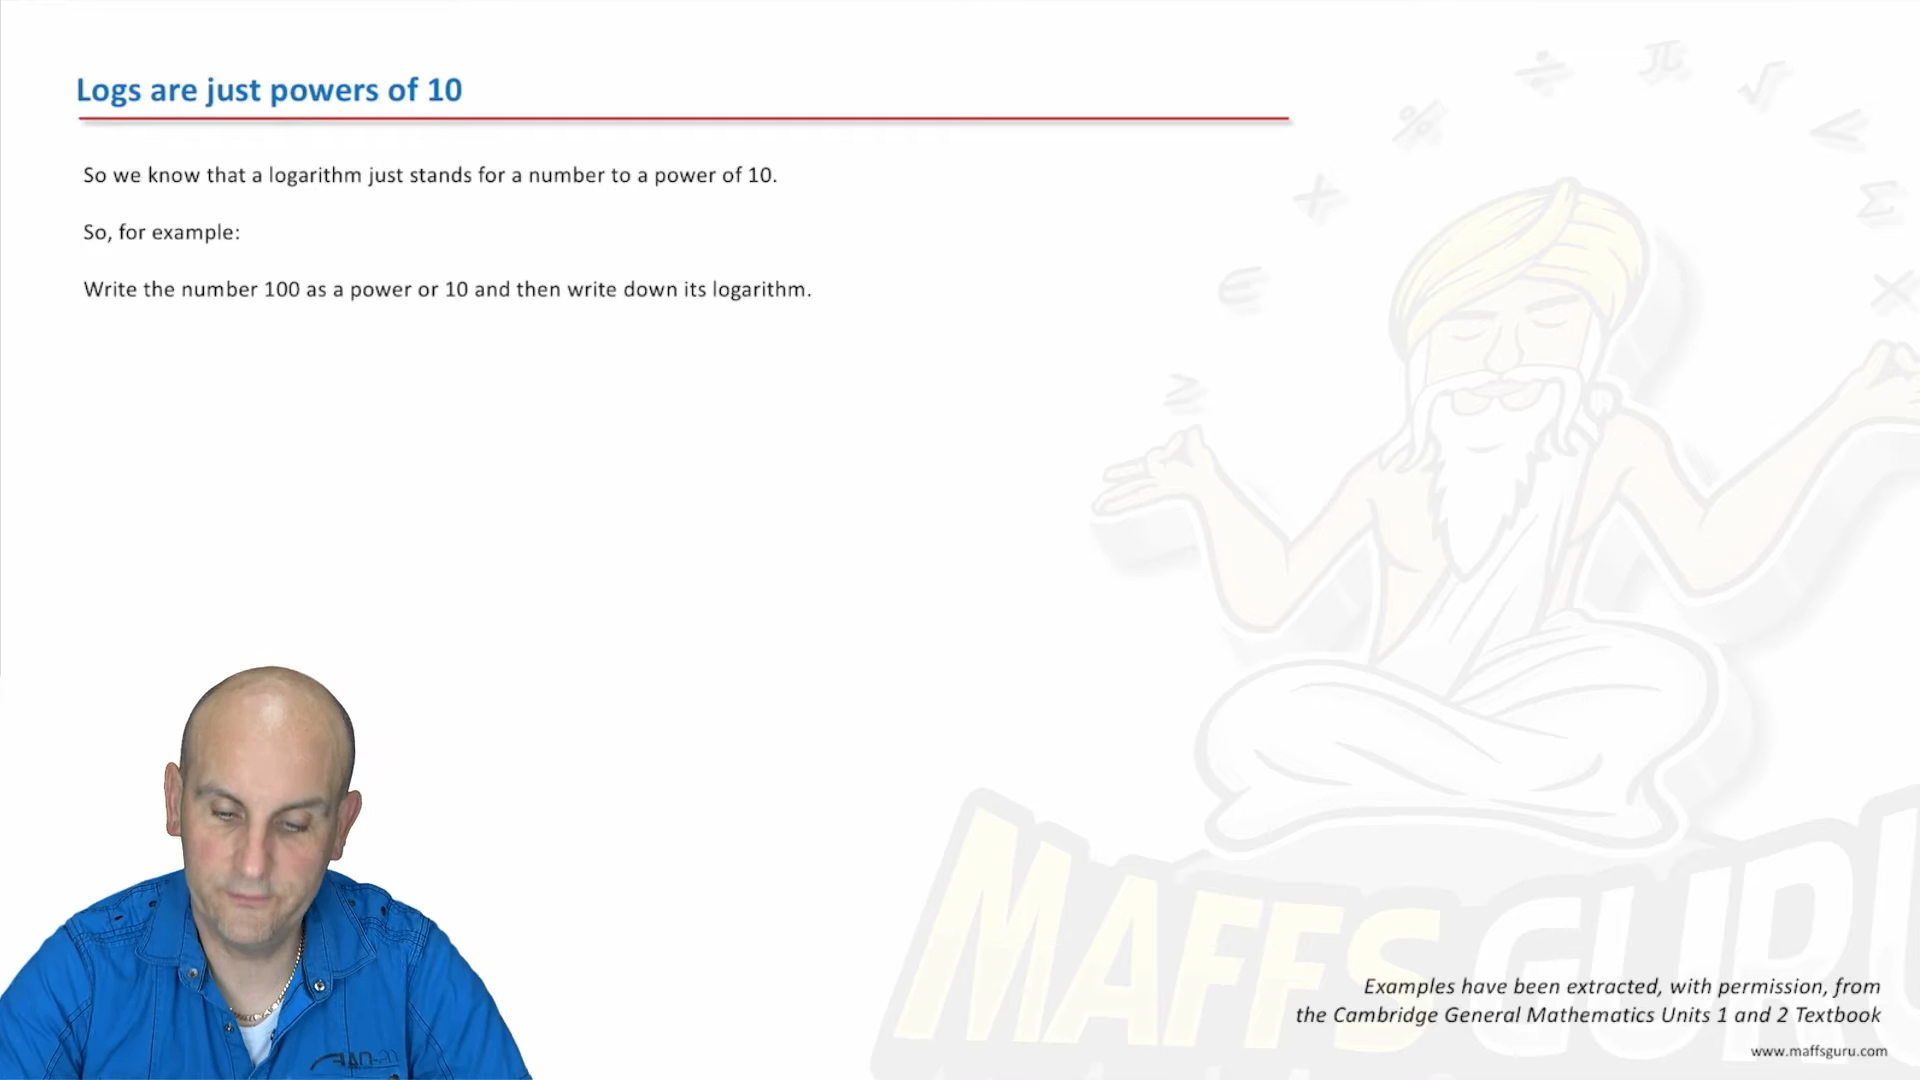 Logs are just powers of 10
So we know that a logarithm just stands for a number to a power of 10.
So, for example:
Write the number 100 as a power or 10 and then write down its logarithm.
MAFFS GURU
Examples have been extracted, with permission, from
the Cambridge General Mathematics Units 1 and 2 Textbook
www.maffsguru.com